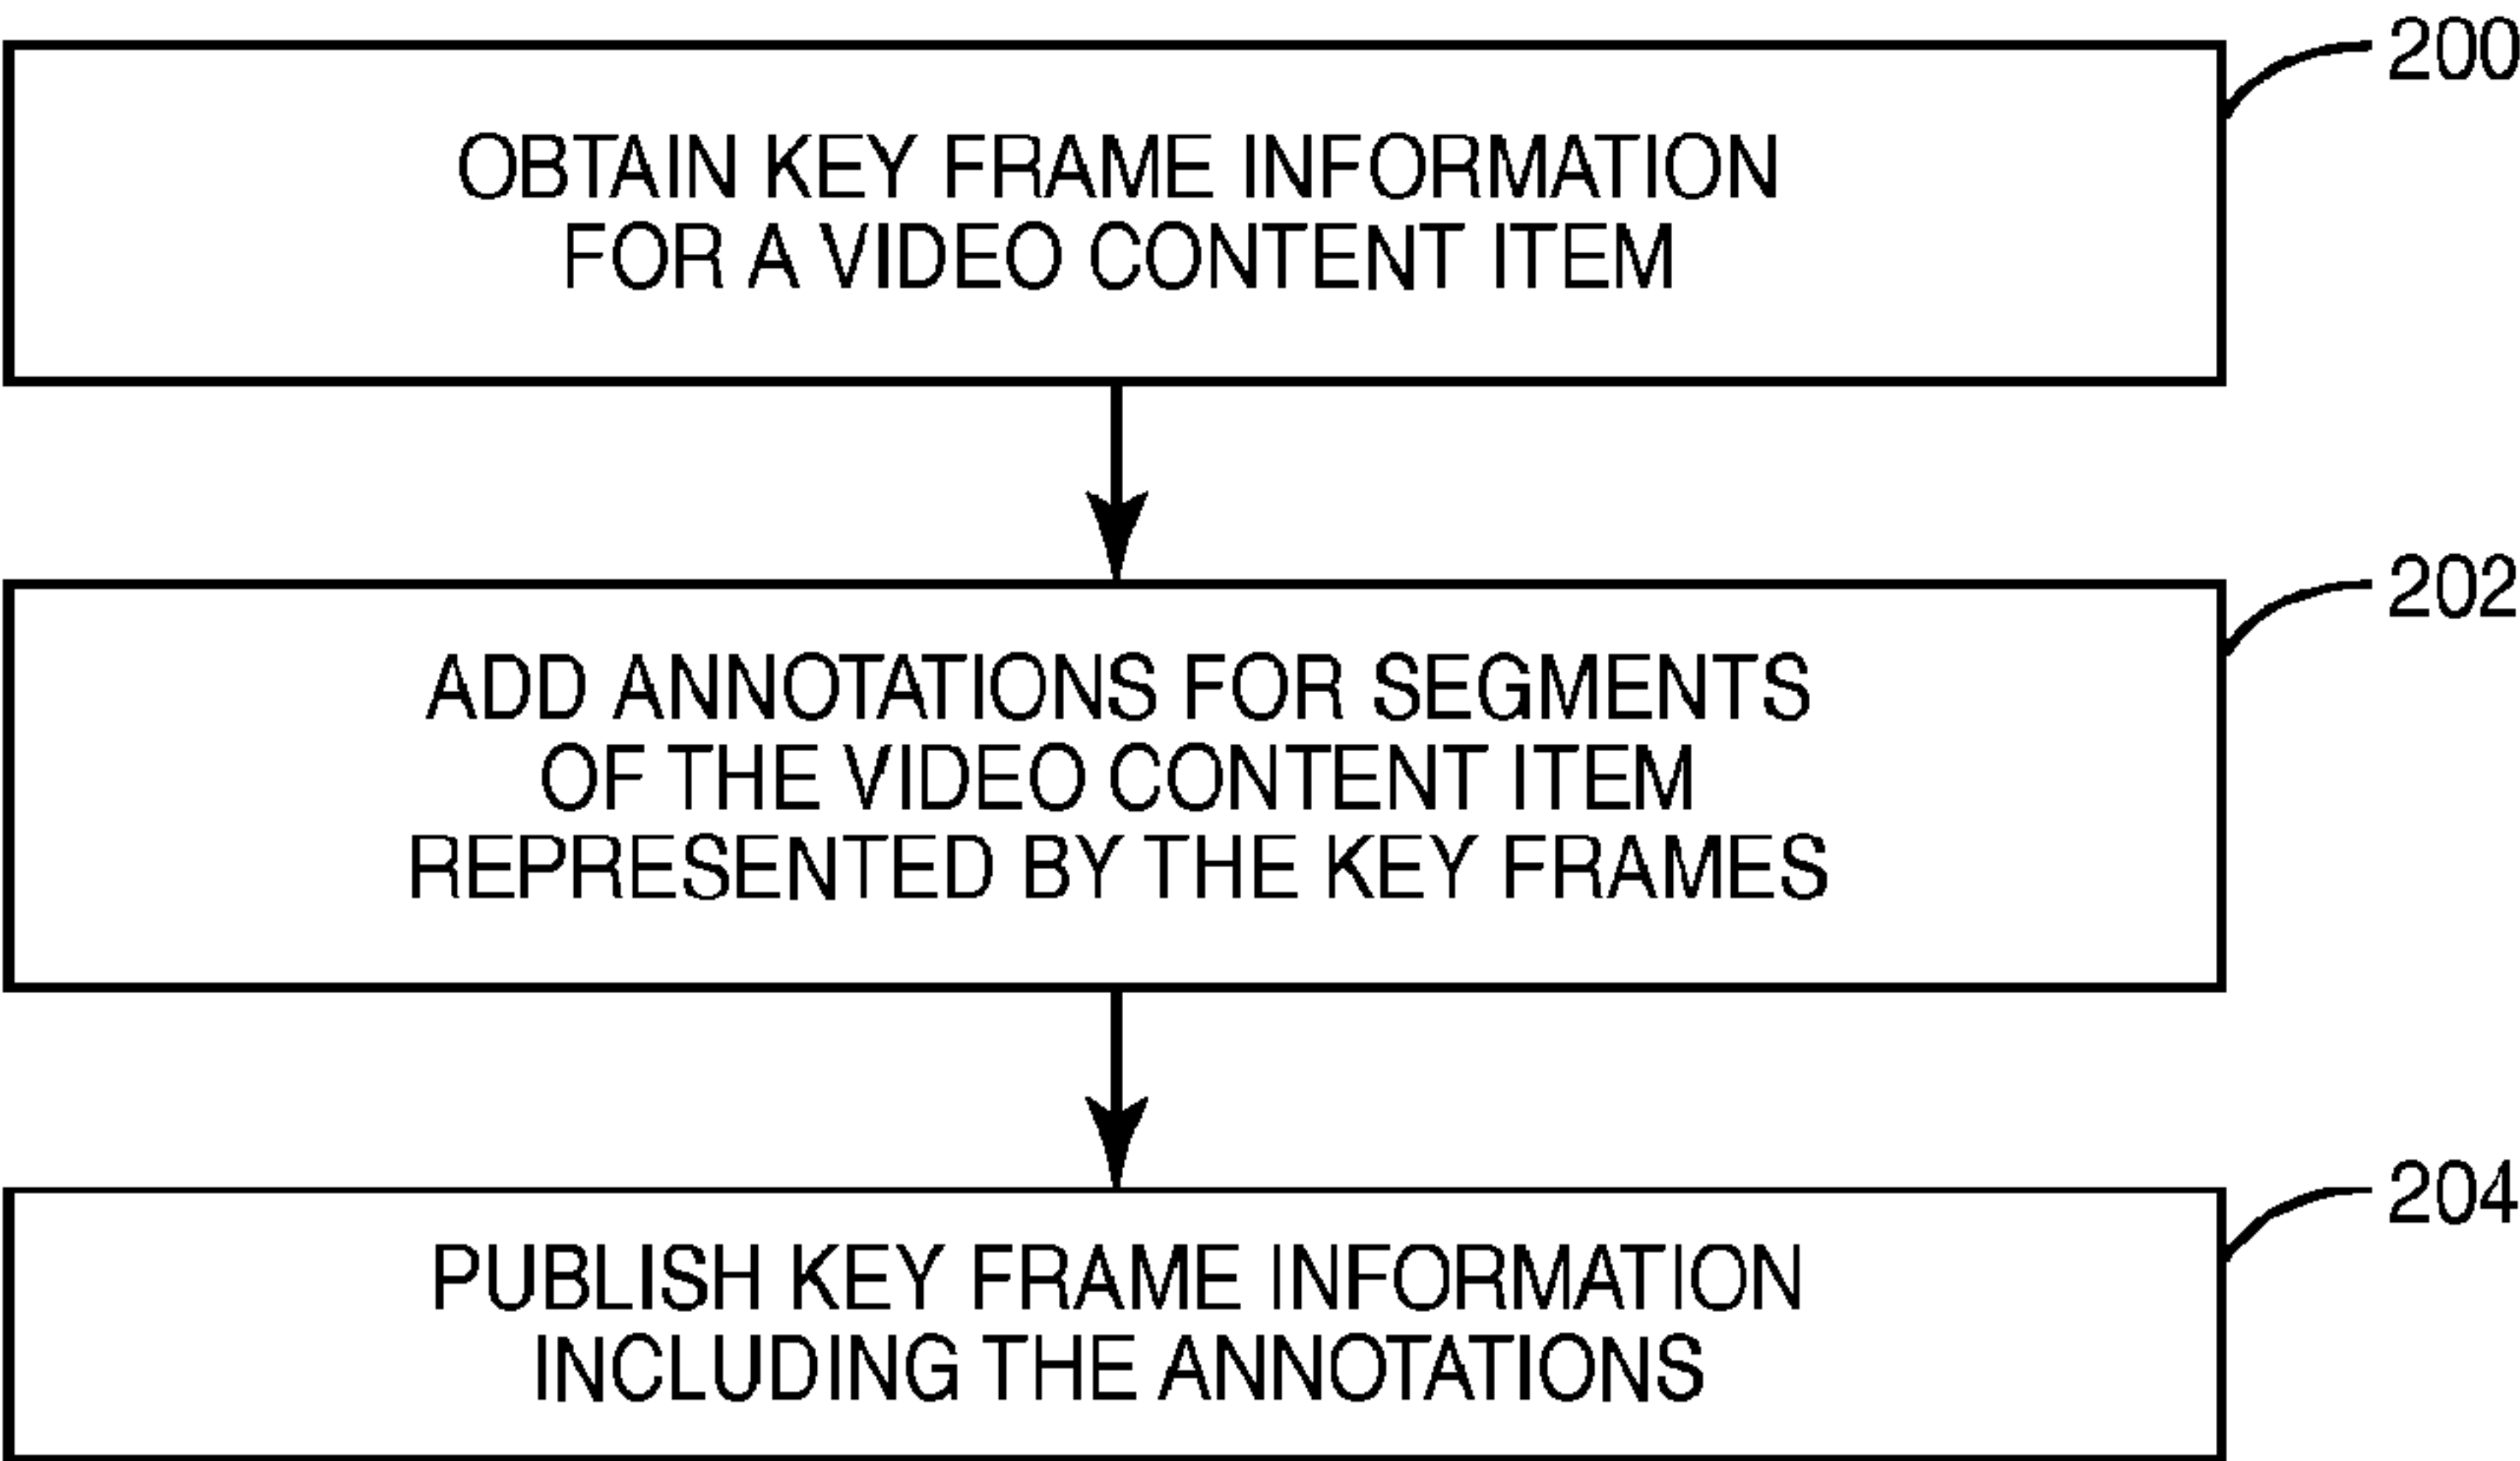 200
OBTAIN KEY FRAME INFORMATION
FOR A VIDEO CONTENT ITEM
202
ADD ANNOTATIONS FOR SEGMENTS
OF THE VIDEO CONTENT ITEM
REPRESENTED BY THE KEY FRAMES
204
PUBLISH KEY FRAME INFORMATION
INCLUDING THE ANNOTATIONS